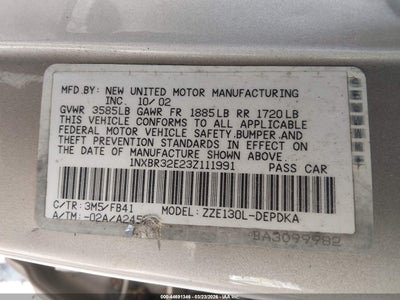 MFD.BY: NEW UNITED MOTOR MANUFACTURING
INC. 10/02
GVWR 3585LB GAWR FR 1885LB RR 1720LB
THIS VEHICLE CONFORMS TO ALL APPLICABLE
FEDERAL MOTOR VEHICLE SAFETY,BUMPER,AND
THEFT PREVENTION STANDARDS IN EFFECT ON
THE DATE OF MANUFACTURE SHOWN ABOVE.
1NXBR32E23Z111991 PASS CAR
C/TR: 3M5/FB41 MODEL: ZZE130L-DEPDKA
A/TM: -02A/A245E
BA3099982